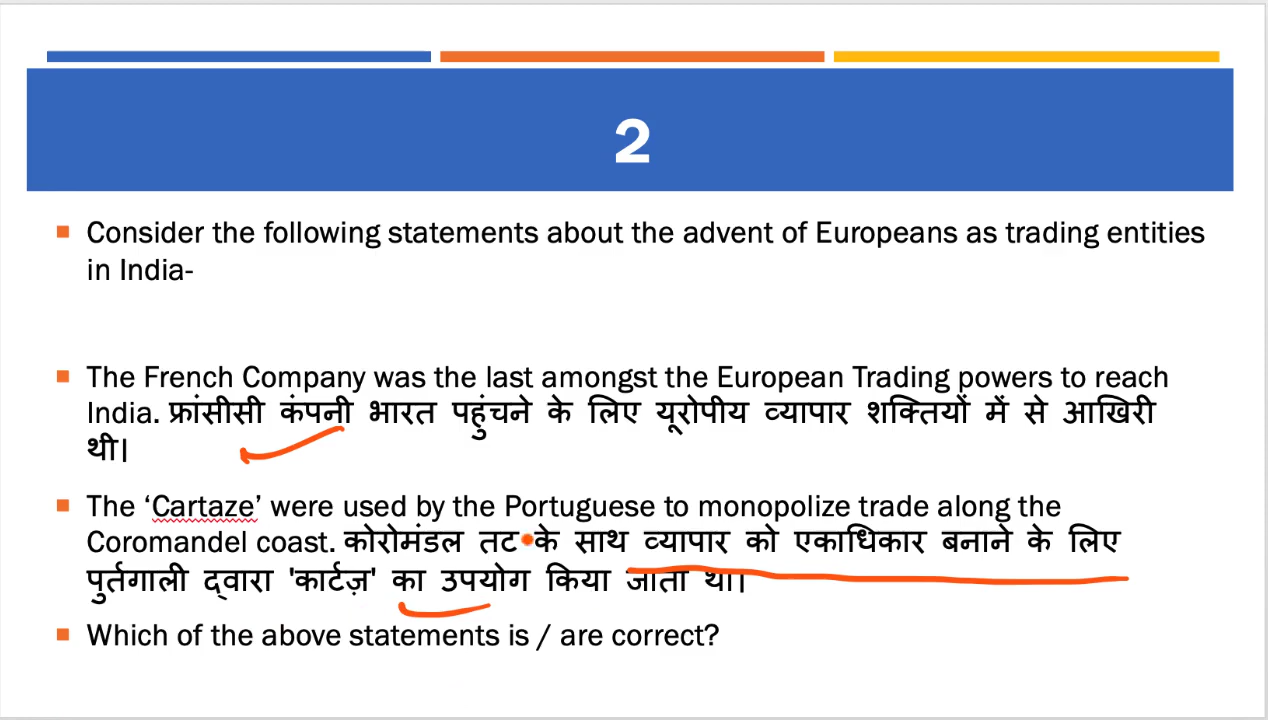 2
Consider the following statements about the advent of Europeans as trading entities
in India-
The French Company was the last amongst the European Trading powers to reach
India. फ्रांसीसी कंपनी भारत पहुंचने के लिए यूरोपीय व्यापार शक्तियों में से आखिरी
थी।
The ‘Cartaze’ were used by the Portuguese to monopolize trade along the
Coromandel coast. कोरोमंडल तट के साथ व्यापार को एकाधिकार बनाने के लिए
पुर्तगाली द्वारा 'कार्टज़' का उपयोग किया जाता था।
Which of the above statements is / are correct?